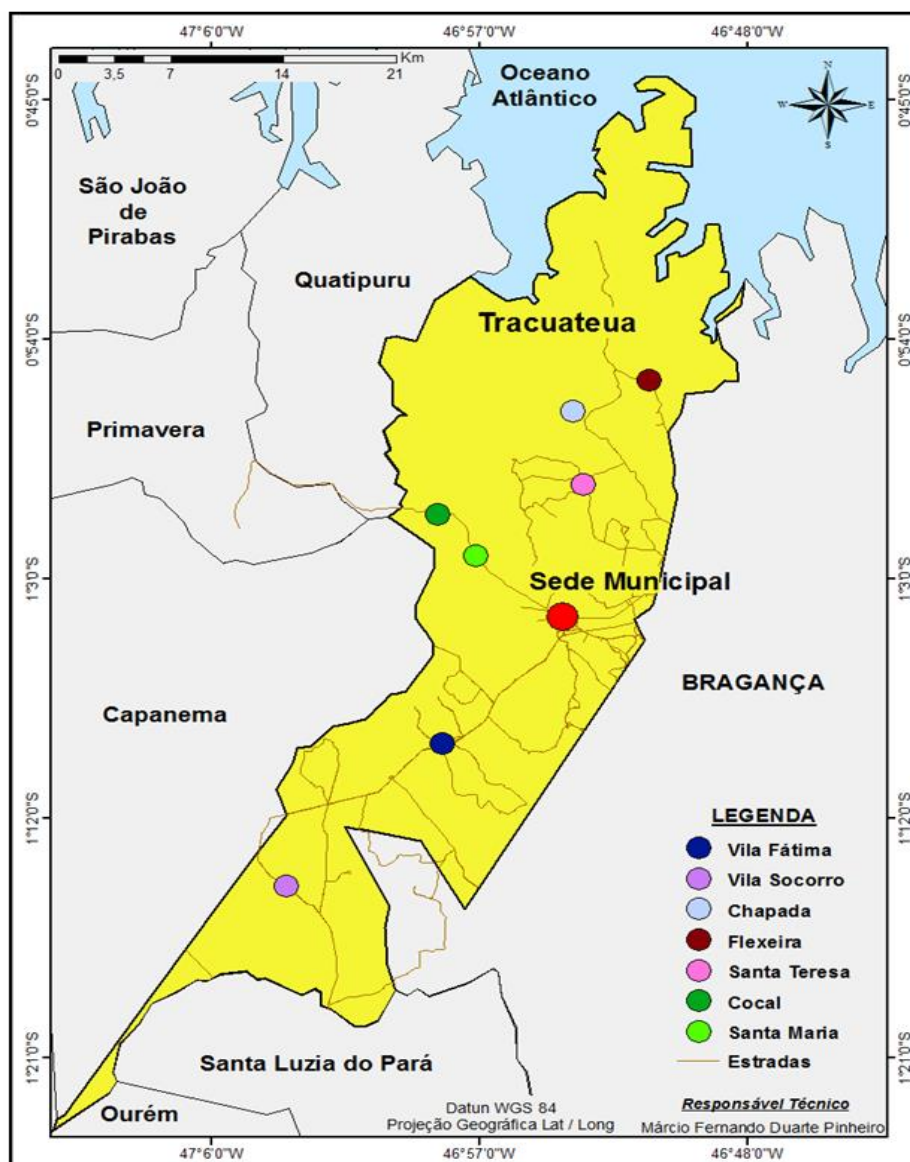 47°6'0"W 46°57'0"W 46°48'0"W
Km
0 3,5 7 14 21
Oceano
Atlântico
N
W E
S
0°45'0"S 0°45'0"S
São João
de
Pirabas
Quatipuru
Tracuateua
0°54'0"S 0°54'0"S
Primavera
Sede Municipal
1°3'0"S 1°3'0"S
BRAGANÇA
Capanema
1°12'0"S 1°12'0"S
LEGENDA
Vila Fátima
Vila Socorro
Chapada
Flexeira
Santa Teresa
Cocal
Santa Maria
Estradas
1°21'0"S 1°21'0"S
Santa Luzia do Pará
Ourém
Datun WGS 84
Projeção Geográfica Lat / Long
Responsável Técnico
Márcio Fernando Duarte Pinheiro
47°6'0"W 46°57'0"W 46°48'0"W